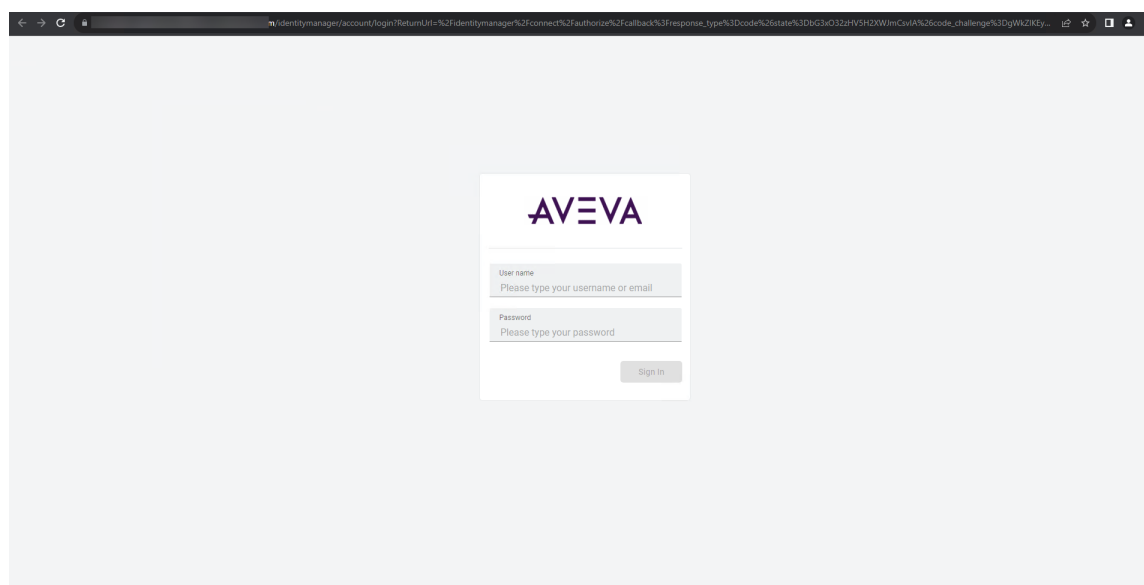 m/identitymanager/account/login?ReturnUrl=%2Fidentitymanager%2Fconnect%2Fauthorize%2Fcallback%3Fresponse_type%3Dcode%26state%3DbG3xO32zHV5H2XWJmCsvlA%26code_challenge%3DgWkZIKEy...
AVEVA
User name
Please type your username or email
Password
Please type your password
Sign In